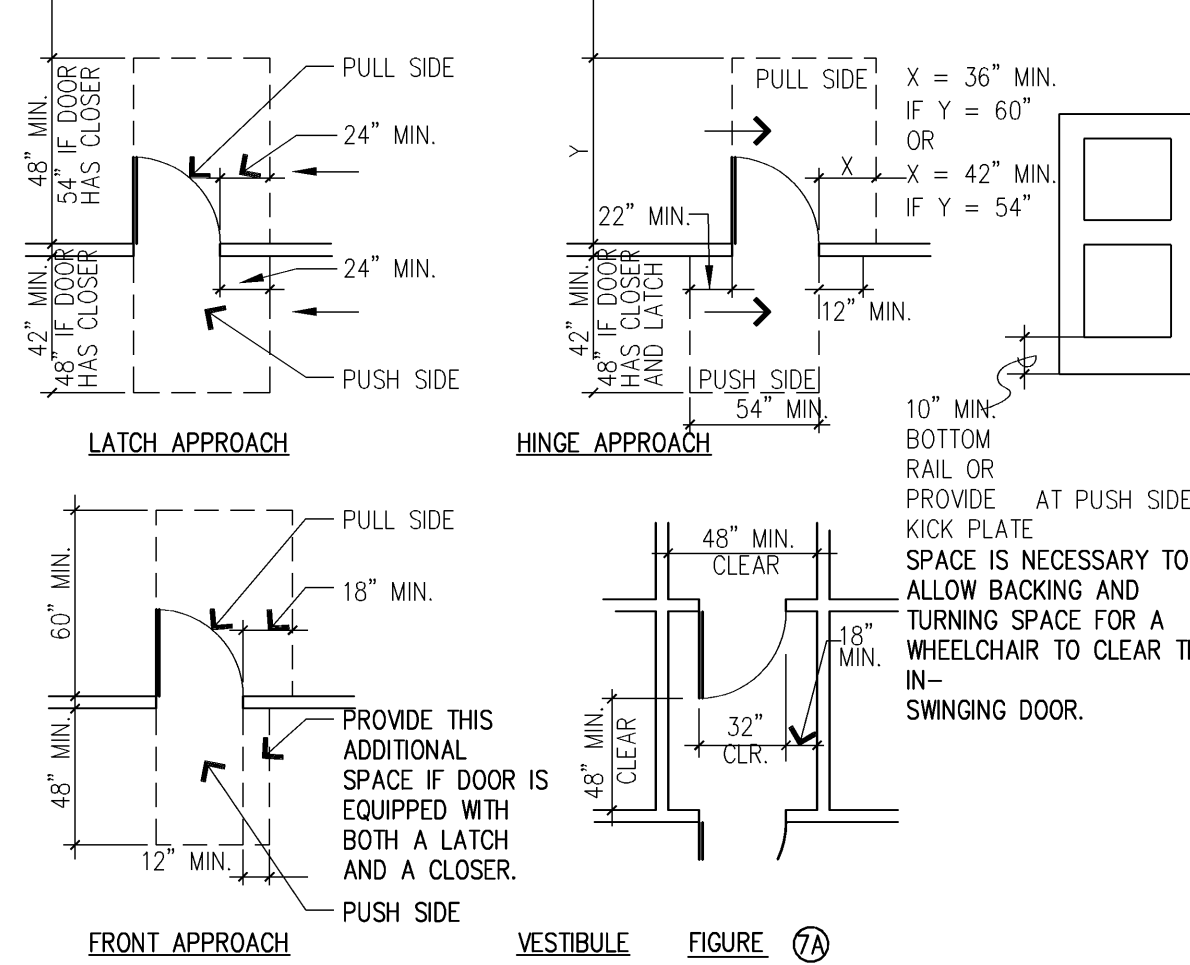 PULL SIDE
24” MIN.
48” MIN.
54” IF DOOR
HAS CLOSER
24” MIN.
42” MIN.
48” IF DOOR
HAS CLOSER
PUSH SIDE
LATCH APPROACH
PULL SIDE
Y
X
X = 36” MIN.
IF Y = 60”
OR
X = 42” MIN.
IF Y = 54”
22” MIN.
12” MIN.
42” MIN.
48” IF DOOR
HAS CLOSER
AND LATCH
PUSH SIDE
54” MIN.
HINGE APPROACH
10” MIN.
BOTTOM
RAIL OR
PROVIDE AT PUSH SIDE
KICK PLATE
SPACE IS NECESSARY TO
ALLOW BACKING AND
TURNING SPACE FOR A
WHEELCHAIR TO CLEAR
IN-
SWINGING DOOR.
PULL SIDE
18” MIN.
60” MIN.
48” MIN.
12” MIN.
PROVIDE THIS
ADDITIONAL
SPACE IF DOOR IS
EQUIPPED WITH
BOTH A LATCH
AND A CLOSER.
PUSH SIDE
FRONT APPROACH
48” MIN.
CLEAR
18”
MIN.
32”
CLR.
48” MIN.
CLEAR
VESTIBULE
FIGURE 7A